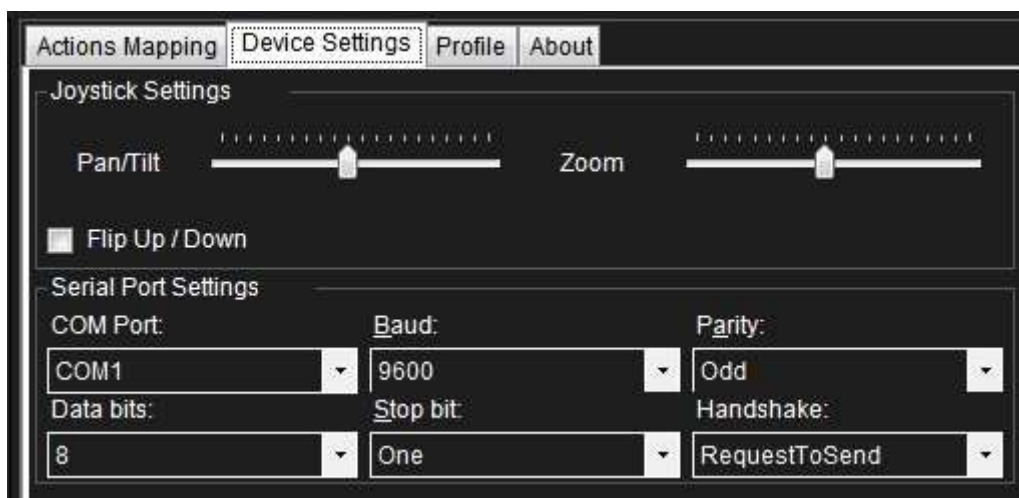 Actions Mapping Device Settings Profile About
Joystick Settings
Pan/Tilt Zoom
Flip Up / Down
Serial Port Settings
COM Port: Baud: Parity:
COM1 9600 Odd
Data bits: Stop bit: Handshake:
8 One RequestToSend